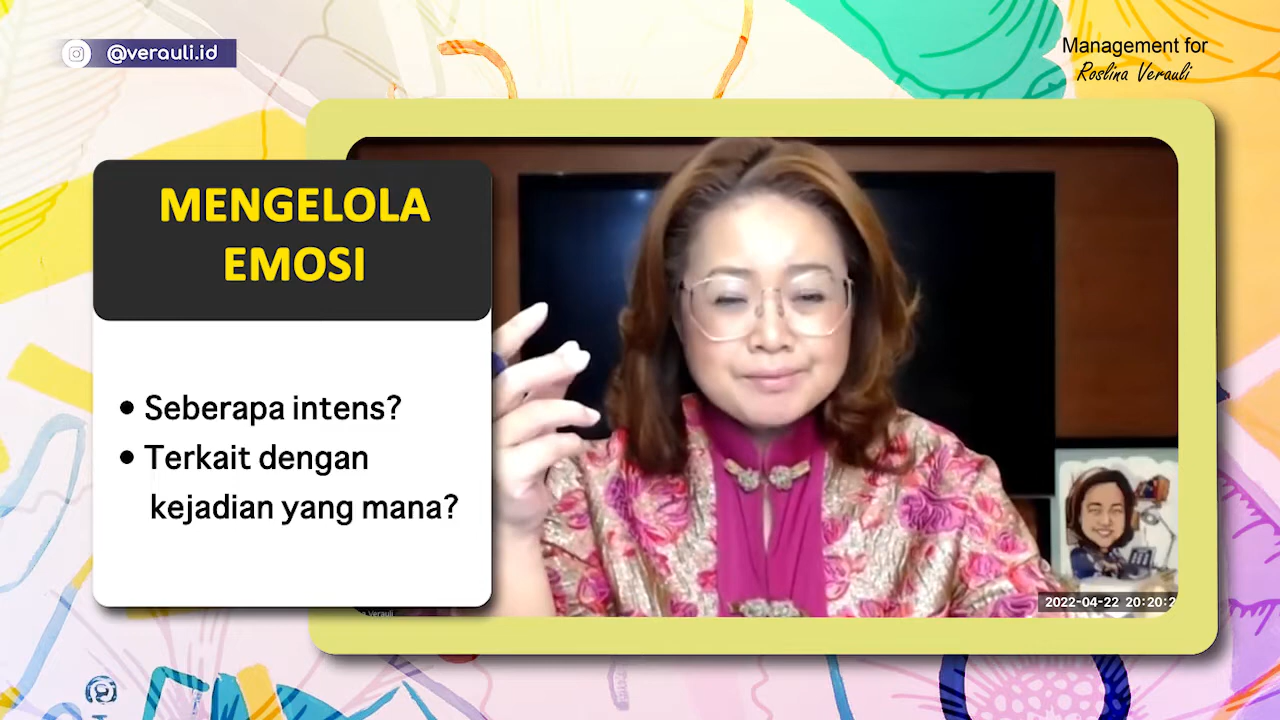 @verauli.id
Management for
Roslina Verauli
MENGELOLA
EMOSI
• Seberapa intens?
• Terkait dengan
kejadian yang mana?
Verauli
2022-04-22 20:20:2